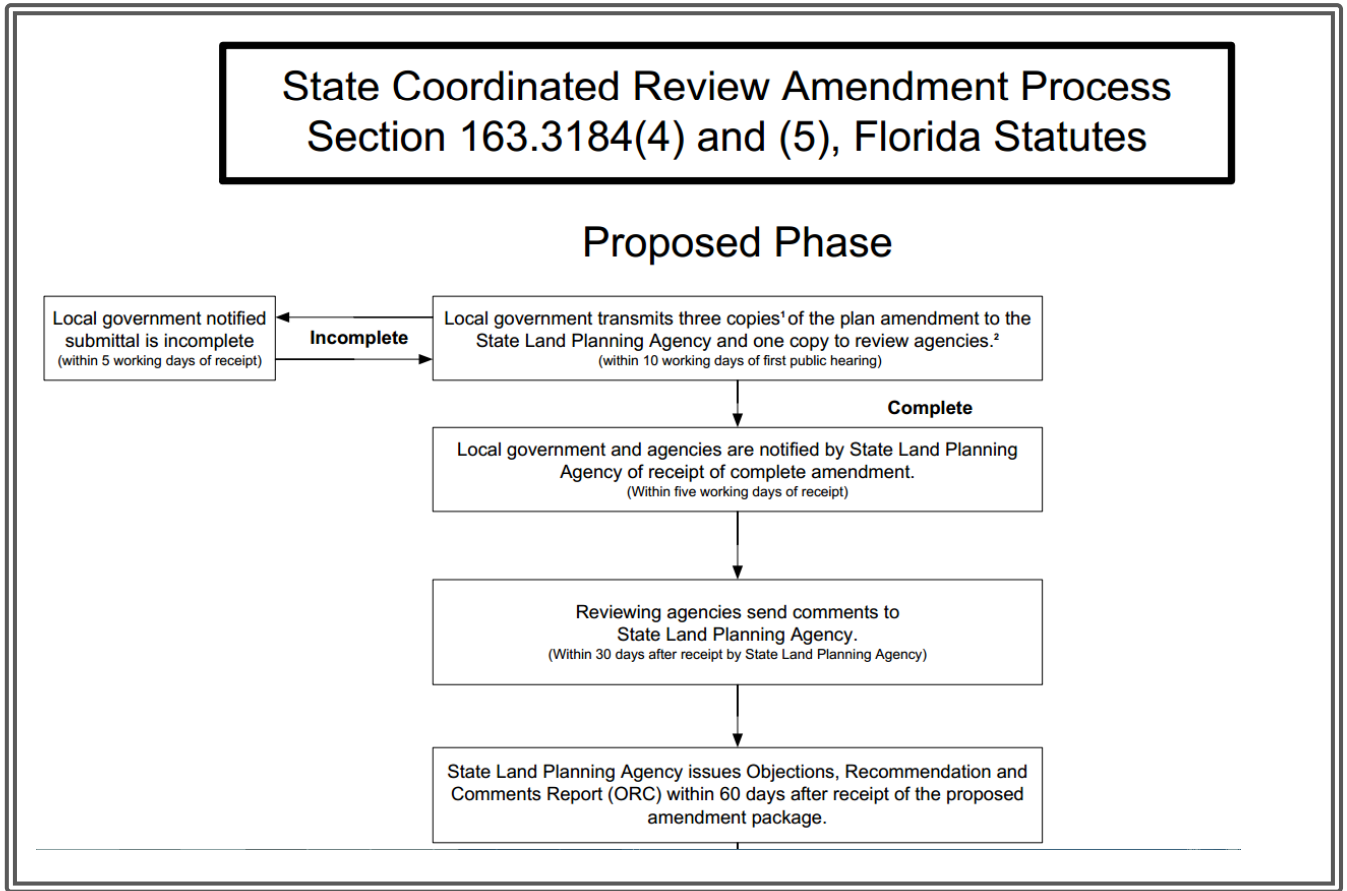 State Coordinated Review Amendment Process
Section 163.3184(4) and (5), Florida Statutes
Proposed Phase
Local government notified
submittal is incomplete
(within 5 working days of receipt)
Incomplete
Local government transmits three copies¹ of the plan amendment to the
State Land Planning Agency and one copy to review agencies.²
(within 10 working days of first public hearing)
Complete
Local government and agencies are notified by State Land Planning
Agency of receipt of complete amendment.
(Within five working days of receipt)
Reviewing agencies send comments to
State Land Planning Agency.
(Within 30 days after receipt by State Land Planning Agency)
State Land Planning Agency issues Objections, Recommendation and
Comments Report (ORC) within 60 days after receipt of the proposed
amendment package.